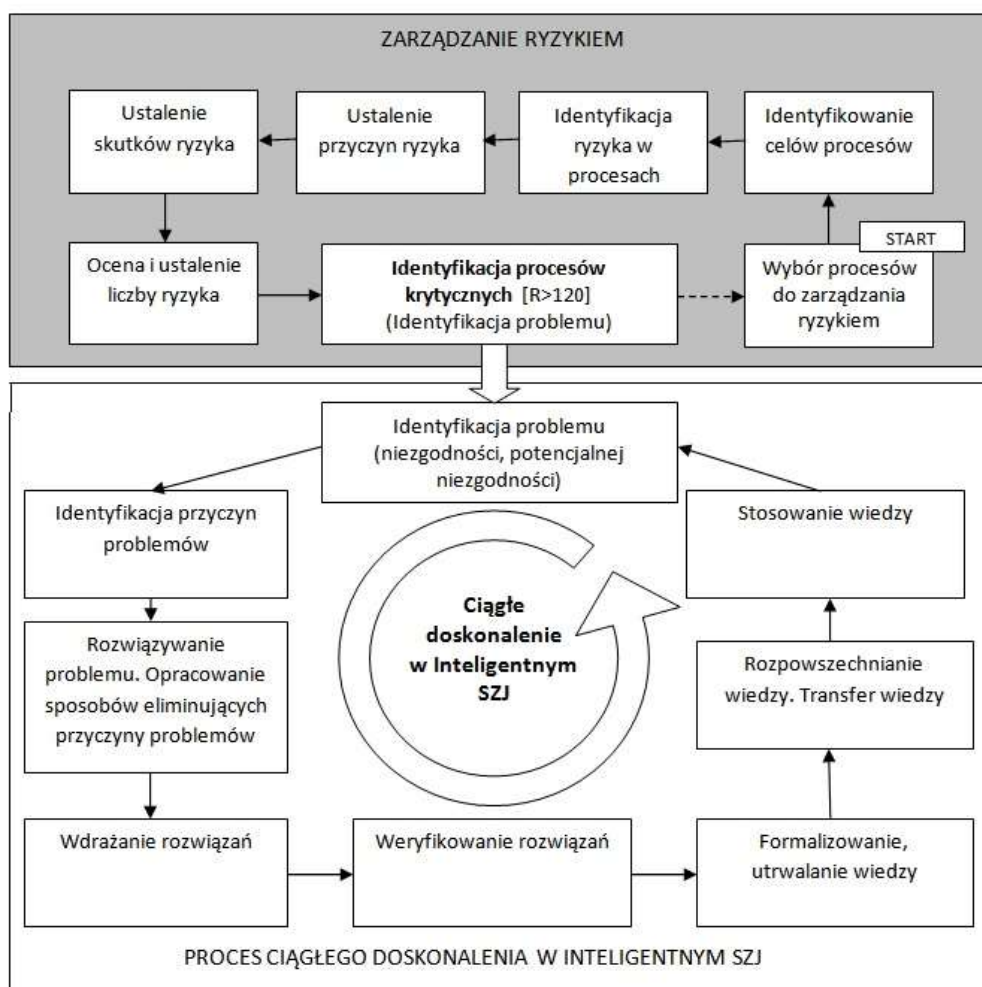 ZARZĄDZANIE RYZYKIEM
Ustalenie
skutków ryzyka
Ustalenie
przyczyn ryzyka
Identyfikacja
ryzyka w
procesach
Identyfikowanie
celów procesów
START
Ocena i ustalenie
liczby ryzyka
Identyfikacja procesów
krytycznych [R>120]
(Identyfikacja problemu)
Wybór procesów
do zarządzania
ryzykiem
Identyfikacja problemu
(niezgodności, potencjalnej
niezgodności)
Identyfikacja przyczyn
problemów
Stosowanie wiedzy
Ciągłe
doskonalenie
w Inteligentnym
SZJ
Rozwiązywanie
problemu. Opracowanie
sposobów eliminujących
przyczyny problemów
Rozpowszechnianie
wiedzy. Transfer wiedzy
Wdrażanie rozwiązań
Weryfikowanie rozwiązań
Formalizowanie,
utrwalanie wiedzy
PROCES CIĄGŁEGO DOSKONALENIA W INTELIGENTNYM SZJ